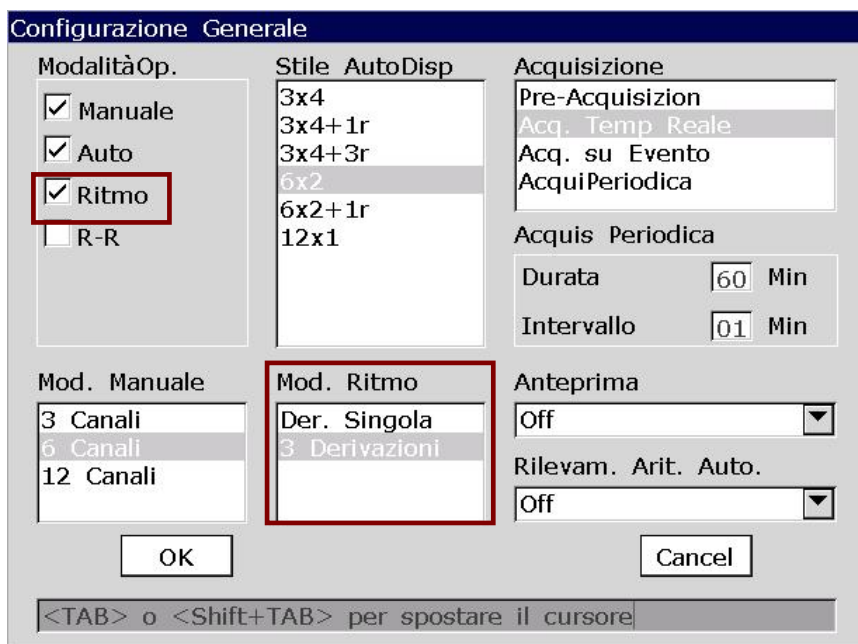 Configurazione Generale
ModalitàOp.
Manuale
Auto
Ritmo
R-R
Stile AutoDisp
3x4
3x4+1r
3x4+3r
6x2
6x2+1r
12x1
Acquisizione
Pre-Acquisizion
Acq. Temp Reale
Acq. su Evento
AcquiPeriodica
Acquis Periodica
Durata 60 Min
Intervallo 01 Min
Mod. Manuale
3 Canali
6 Canali
12 Canali
Mod. Ritmo
Der. Singola
3 Derivazioni
Anteprima
Off
Rilevam. Arit. Auto.
Off
OK
Cancel
<TAB> o <Shift+TAB> per spostare il cursore